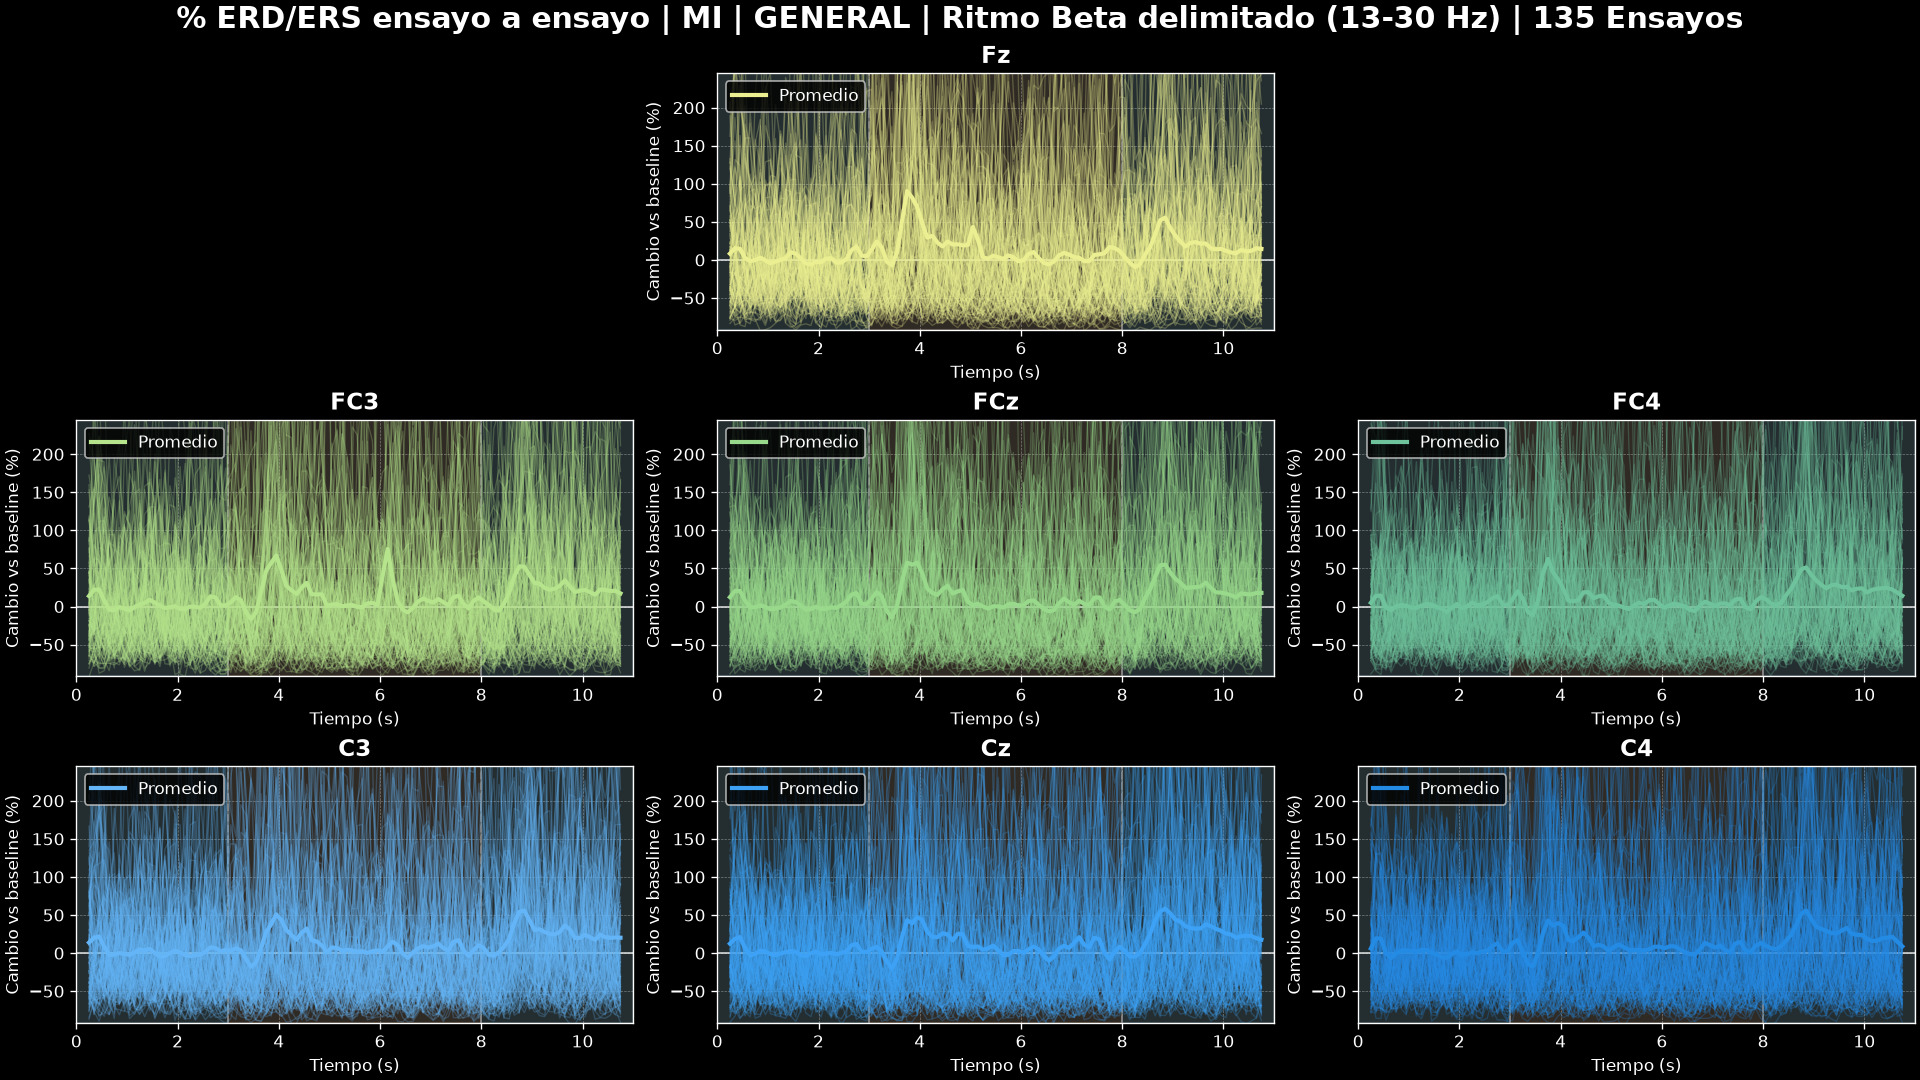 % ERD/ERS ensayo a ensayo | MI | GENERAL | Ritmo Beta delimitado (13-30 Hz) | 135 Ensayos
Fz
Promedio
Cambio vs baseline (%)
200
150
100
50
0
−50
0 2 4 6 8 10
Tiempo (s)
FC3
Promedio
Cambio vs baseline (%)
200
150
100
50
0
−50
0 2 4 6 8 10
Tiempo (s)
FCz
Promedio
Cambio vs baseline (%)
200
150
100
50
0
−50
0 2 4 6 8 10
Tiempo (s)
FC4
Promedio
Cambio vs baseline (%)
200
150
100
50
0
−50
0 2 4 6 8 10
Tiempo (s)
C3
Promedio
Cambio vs baseline (%)
200
150
100
50
0
−50
0 2 4 6 8 10
Tiempo (s)
Cz
Promedio
Cambio vs baseline (%)
200
150
100
50
0
−50
0 2 4 6 8 10
Tiempo (s)
C4
Promedio
Cambio vs baseline (%)
200
150
100
50
0
−50
0 2 4 6 8 10
Tiempo (s)